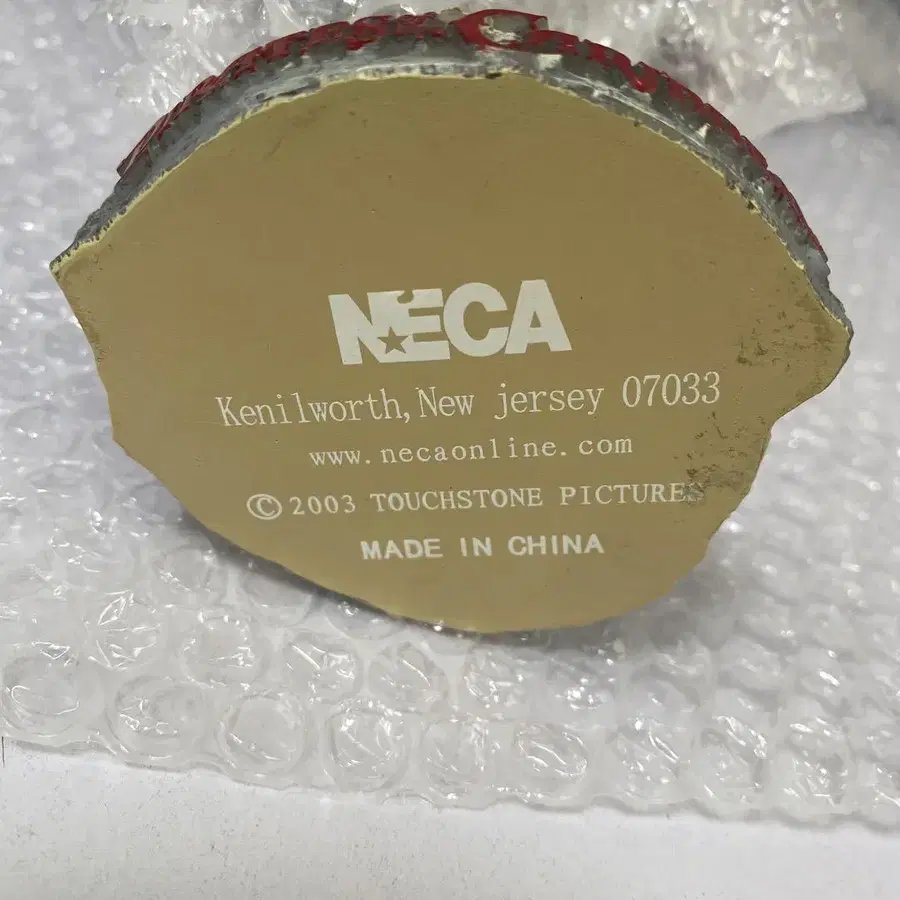 NECA
Kenilworth, New jersey 07033
www.necaonline.com
© 2003 TOUCHSTONE PICTURES
MADE IN CHINA